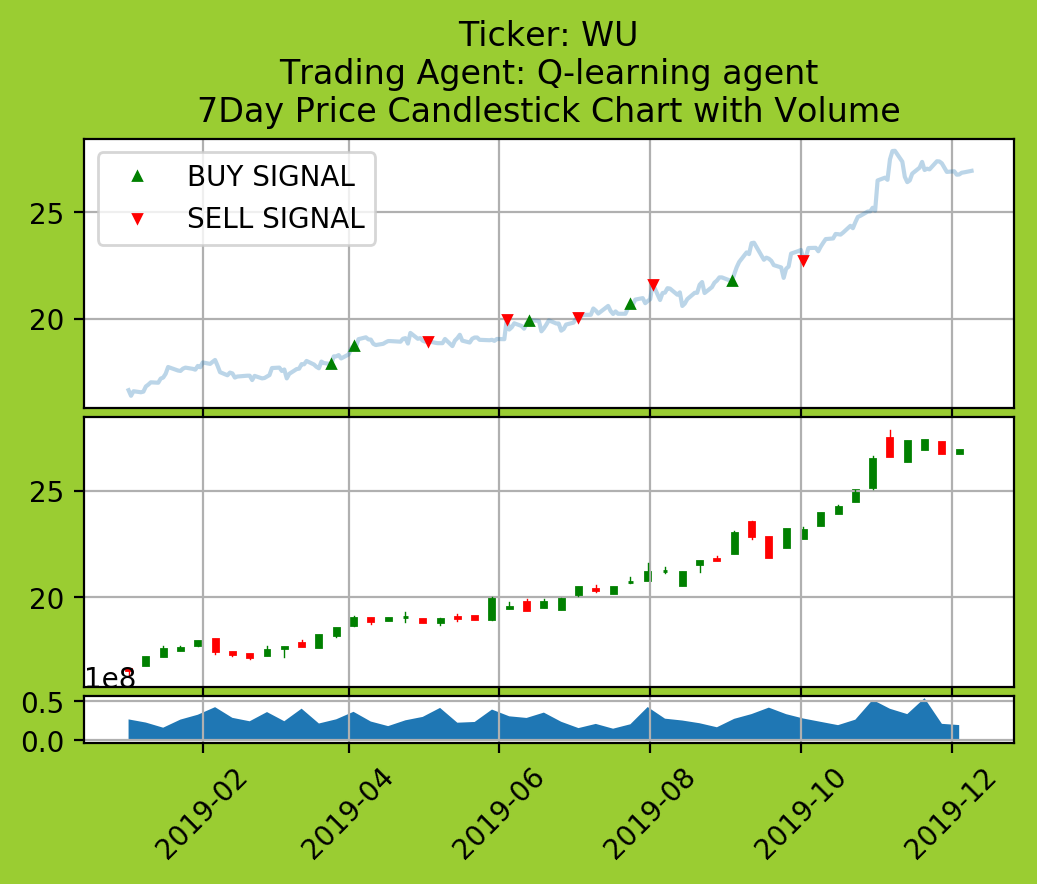 Ticker: WU
Trading Agent: Q-learning agent
7Day Price Candlestick Chart with Volume
BUY SIGNAL
SELL SIGNAL
25
20
25
20
1e8
0.5
0.0
2019-02
2019-04
2019-06
2019-08
2019-10
2019-12